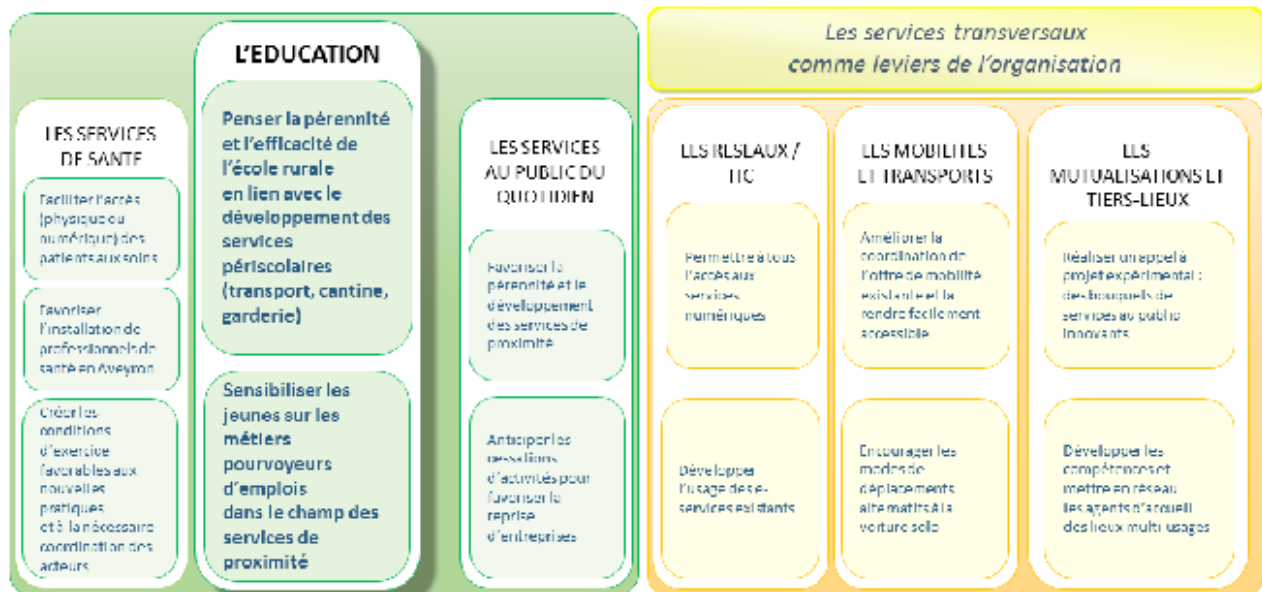 LES SERVICES
DE SANTE
Faciliter l'accès
(physique ou
numérique) des
patients aux soins
Favoriser
l'installation de
professionnels de
santé en Aveyron
Créer les
conditions
d'exercice
favorables aux
nouvelles
pratiques
et à la nécessaire
coordination des
acteurs
L'EDUCATION
Penser la pérennité
et l'efficacité de
l'école rurale
en lien avec le
développement des
services
périscolaires
(transport, cantine,
garderie)
Sensibiliser les
jeunes sur les
métiers
pourvoyeurs
d'emplois
dans le champ des
services de
proximité
LES SERVICES
AU PUBLIC DU
QUOTIDIEN
Favoriser la
pérennité et le
développement
des services de
proximité
Anticiper les
cessations
d'activités pour
favoriser la
reprise
d'entreprises
Les services transversaux
comme leviers de l'organisation
LES RESEAUX /
TIC
Permettre à tous
l'accès aux
services
numériques
Développer
l'usage des e-
services existants
LES MOBILITES
ET TRANSPORTS
Améliorer la
coordination de
l'offre de mobilité
existante et la
rendre facilement
accessible
Encourager les
modes de
déplacements
alternatifs à la
voiture solo
LES
MUTUALISATIONS ET
TIERS-LIEUX
Réaliser un appel à
projet expérimental :
des bouquets de
services au public
innovants
Développer les
compétences et
mettre en réseau
les agents d'accueil
des lieux multi-usages